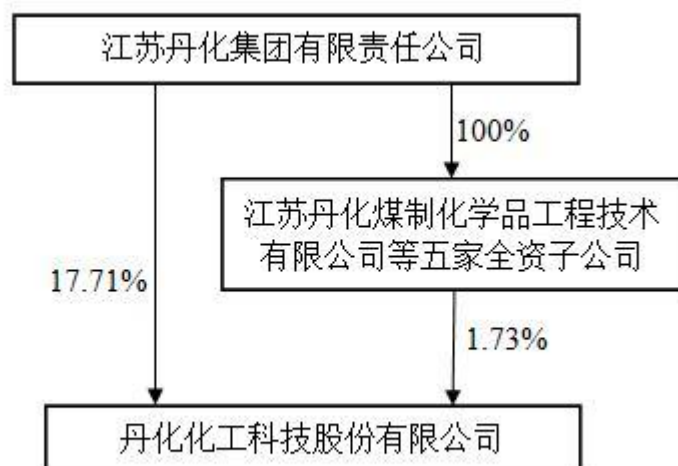 江苏丹化集团有限责任公司
100%
江苏丹化煤制化学品工程技术
有限公司等五家全资子公司
17.71%
1.73%
丹化化工科技股份有限公司